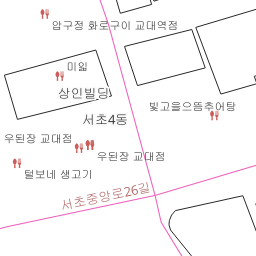 압구정 화로구이 교대역점
미잃
상인빌딩
빛고을으뜸추어탕
서초4동
우된장 교대점
우된장 교대점
털보네 생고기
서초중앙로26길